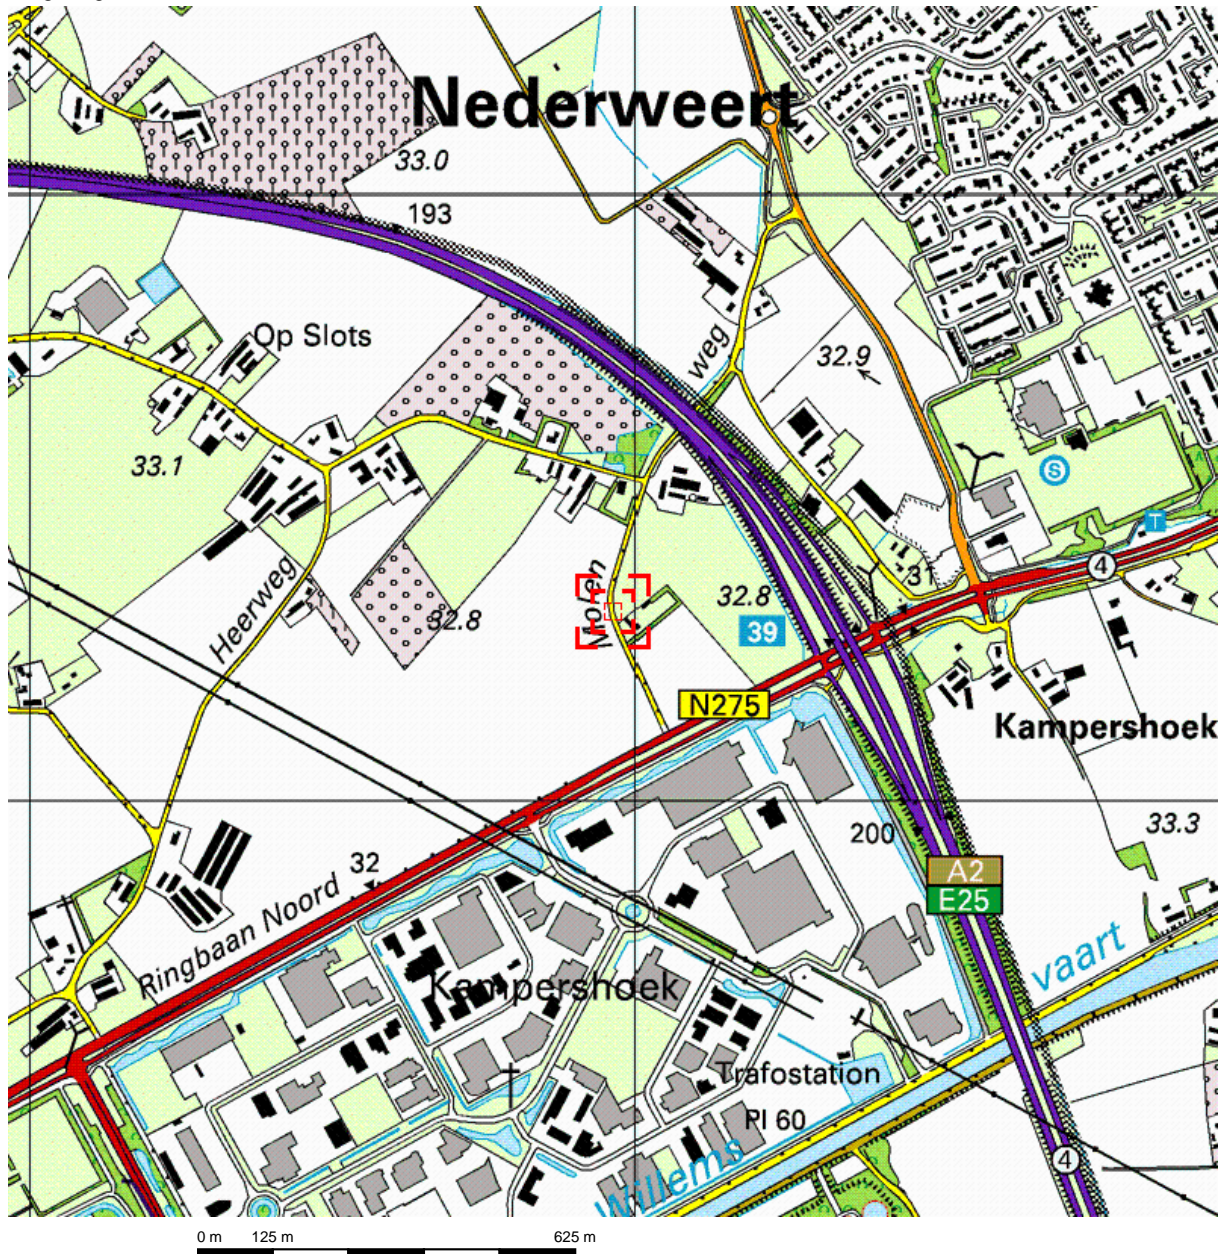 Nederweert
33.0
193
Op Slots
weg
32.9
33.1
S
T
4
31
Molen
Heerweg
32.8
32.8
39
N275
Kampershoek
200
33.3
32
A2
E25
Ringbaan Noord
vaart
Kampershoek
Trafostation
Pl 60
4
Willems
0 m 125 m 625 m